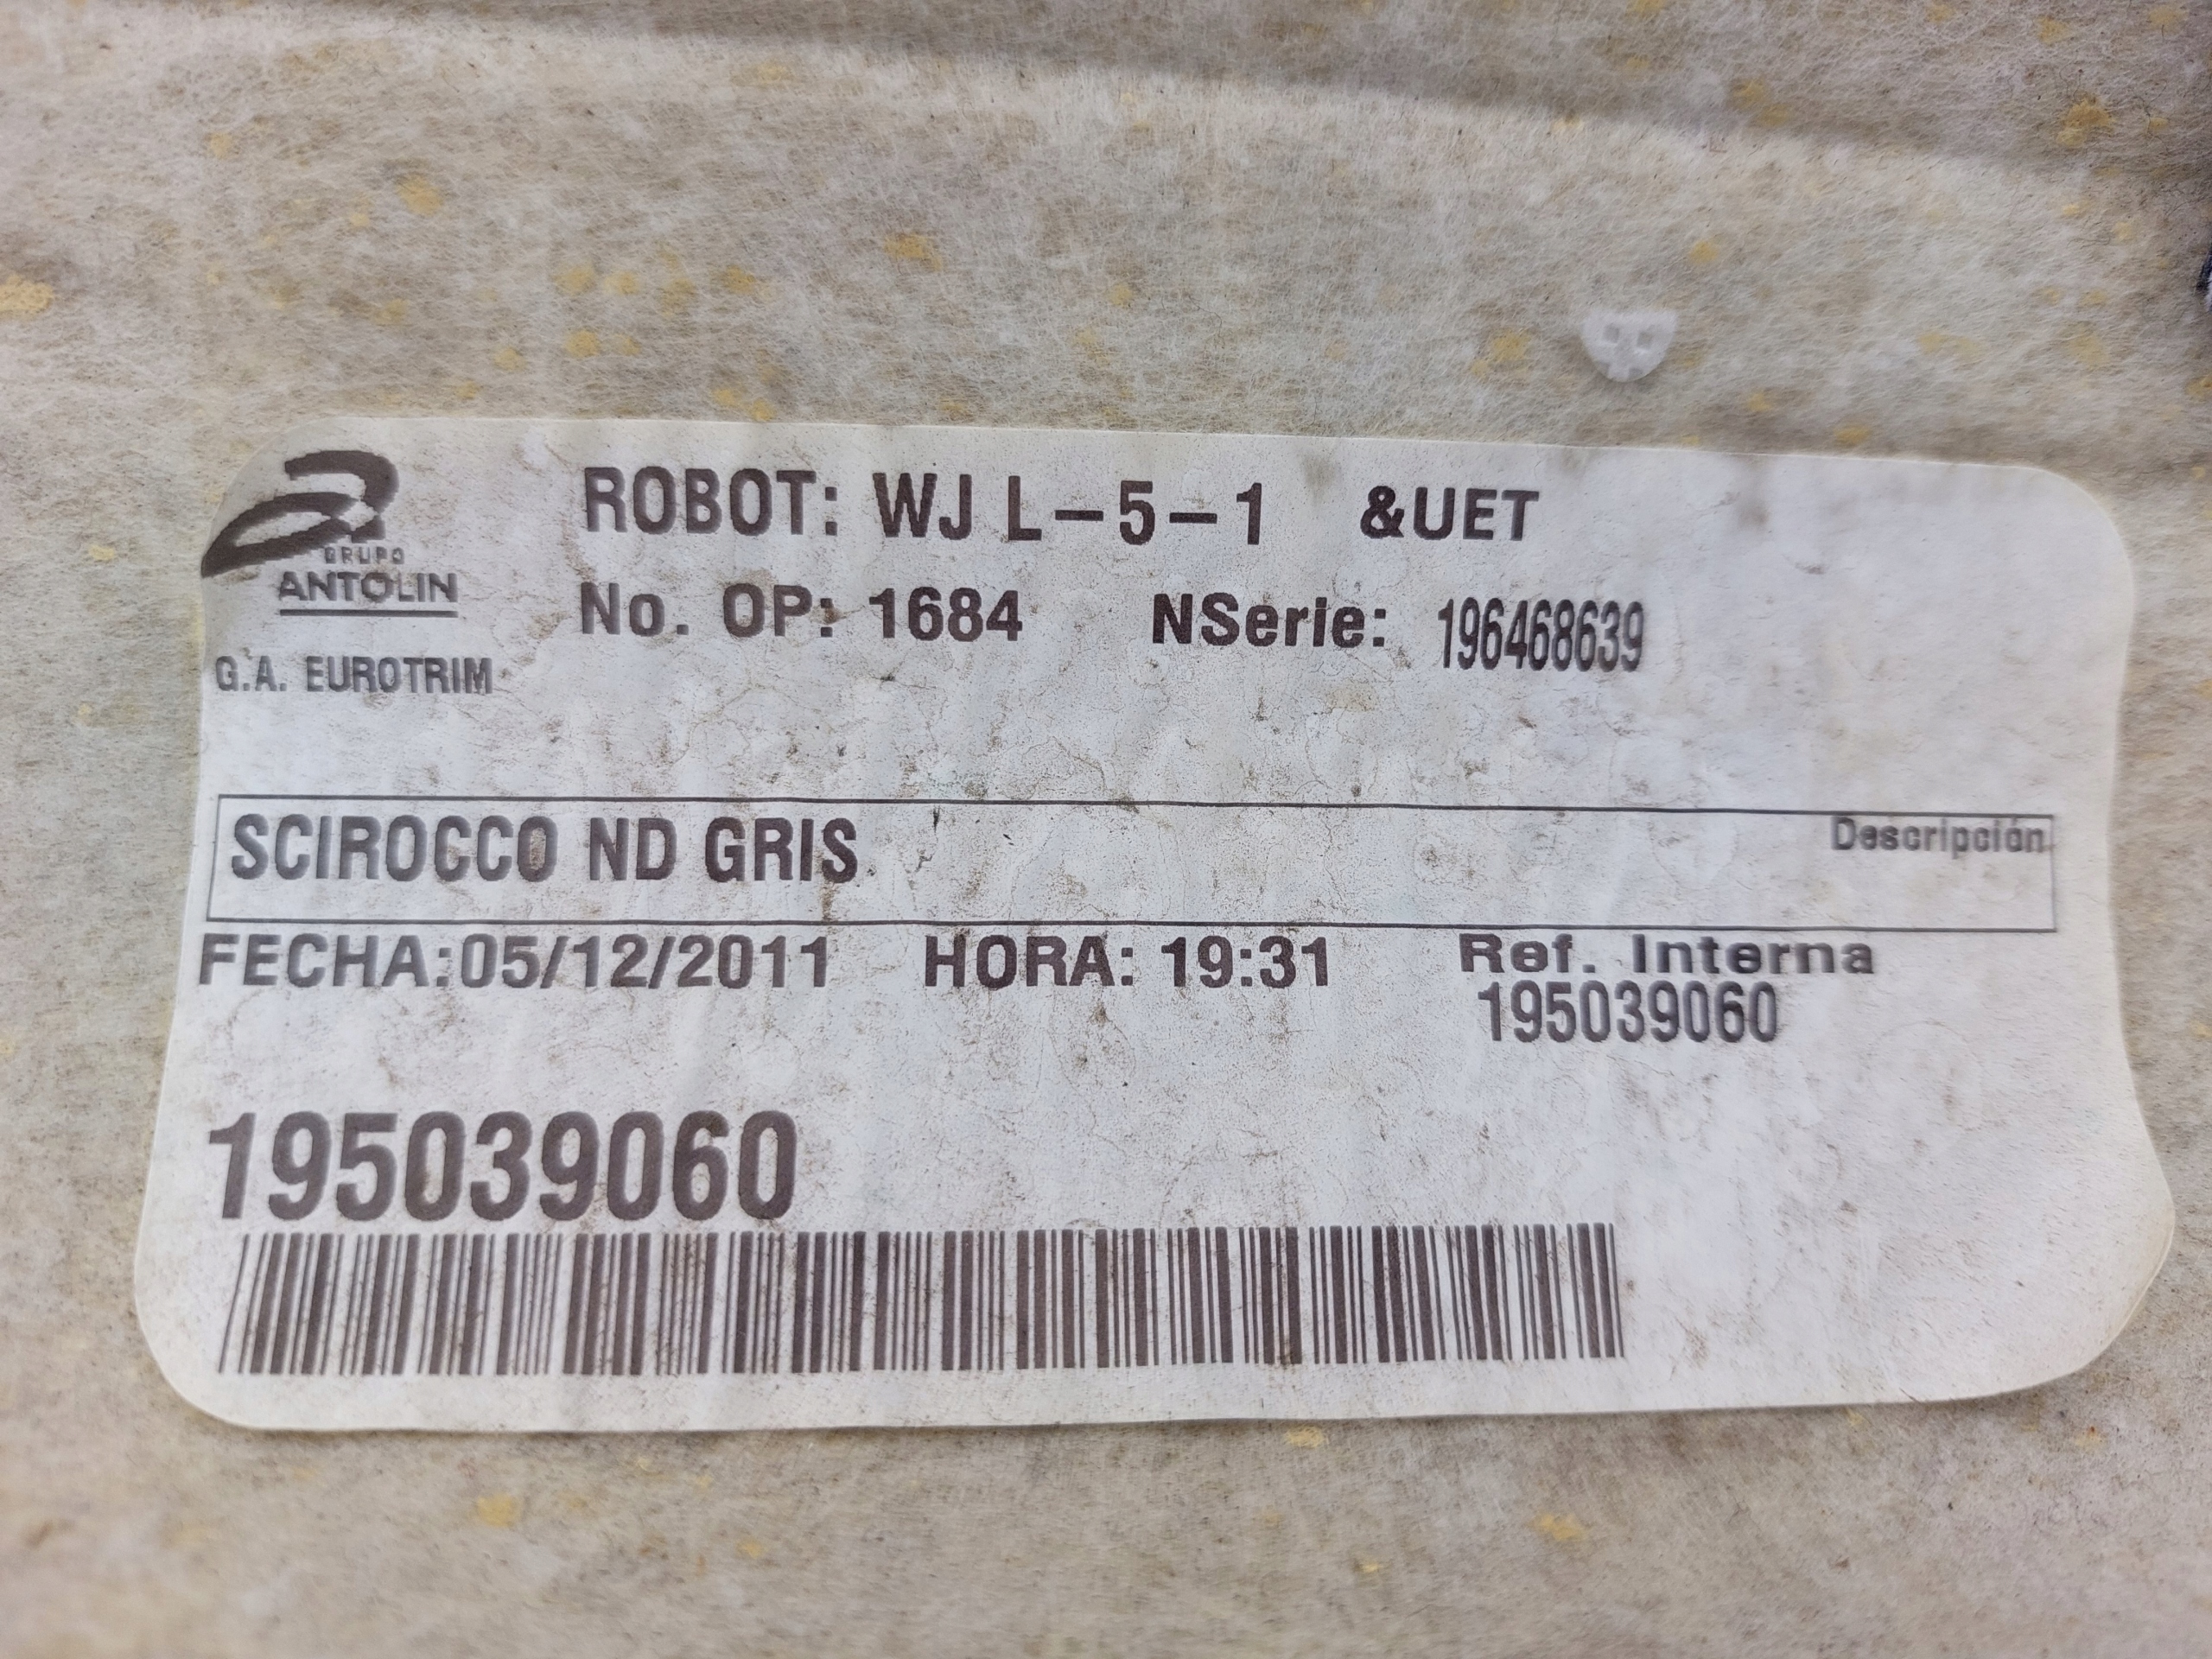 ROBOT: WJ L-5-1 &UET
GRUPO
ANTOLIN
No. OP: 1684 NSerie: 196468639
G.A. EUROTRIM
Descripción
SCIROCCO ND GRIS
FECHA:05/12/2011 HORA: 19:31 Ref. Interna
195039060
195039060